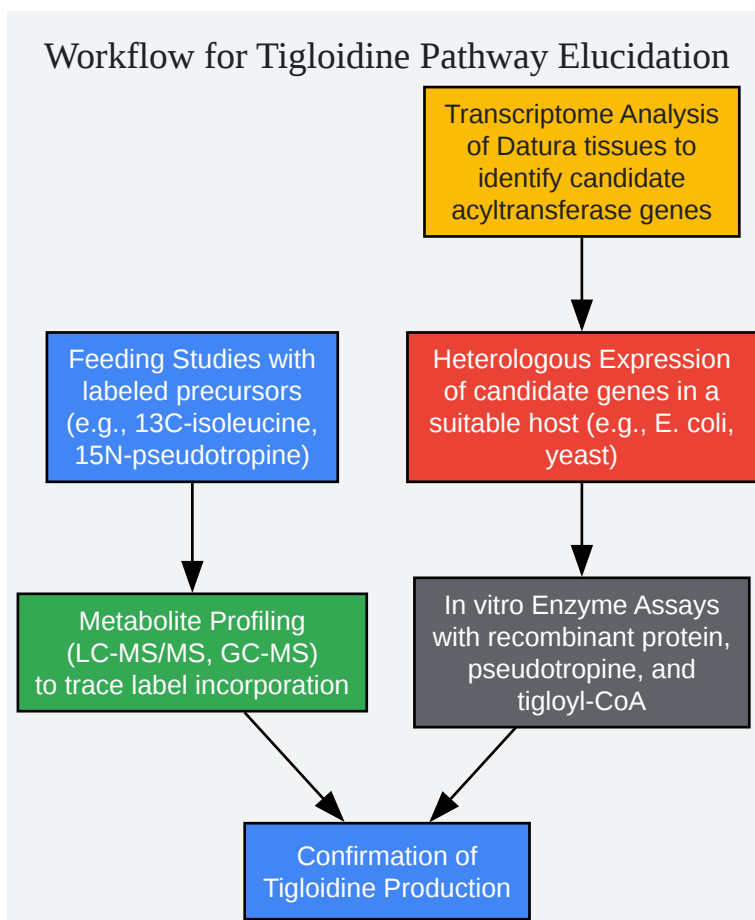 Workflow for Tigloidine Pathway Elucidation
Transcriptome Analysis
of Datura tissues to
identify candidate
acyltransferase genes
Feeding Studies with
labeled precursors
(e.g., 13C-isoleucine,
15N-pseudotropine)
Heterologous Expression
of candidate genes in a
suitable host (e.g., E. coli,
yeast)
Metabolite Profiling
(LC-MS/MS, GC-MS)
to trace label incorporation
In vitro Enzyme Assays
with recombinant protein,
pseudotropine, and
tigloyl-CoA
Confirmation of
Tigloidine Production